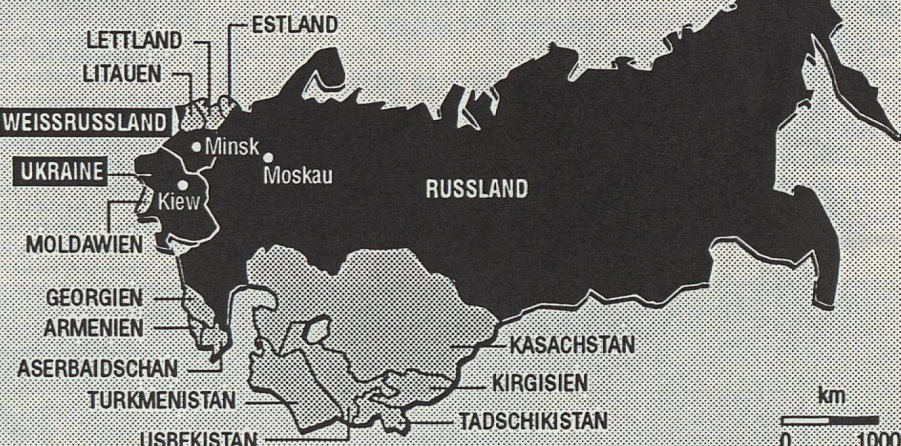 ESTLAND
LETTLAND
LITAUEN
WEISSRUSSLAND
Minsk
Moskau
UKRAINE
Kiew
RUSSLAND
MOLDAWIEN
GEORGIEN
ARMENIEN
KASACHSTAN
ASERBAIDSCHAN
KIRGISIEN
TURKMENISTAN
TADSCHIKISTAN
USBEKISTAN
km
0 1000